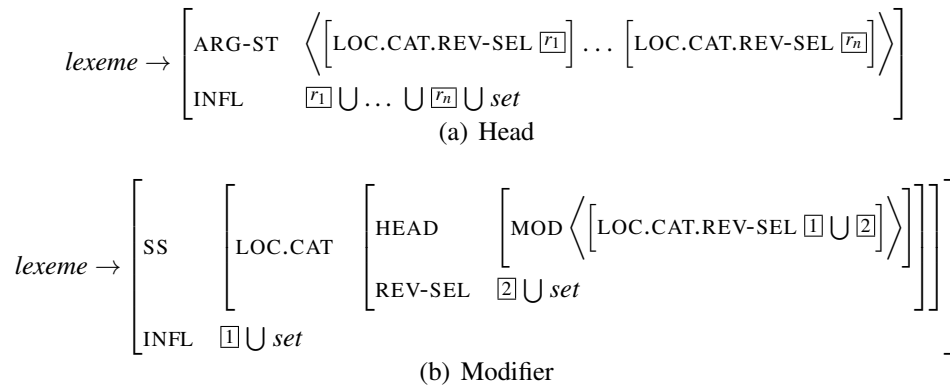 lexeme → [ARG-ST ⟨[LOC.CAT.REV-SEL r₁] ... [LOC.CAT.REV-SEL rₙ]⟩
INFL r₁ ⋃ ... ⋃ rₙ ⋃ set]
(a) Head
lexeme → [SS [LOC.CAT [HEAD [MOD ⟨[LOC.CAT.REV-SEL 1 ⋃ 2]⟩]
REV-SEL 2 ⋃ set]]
INFL 1 ⋃ set]
(b) Modifier